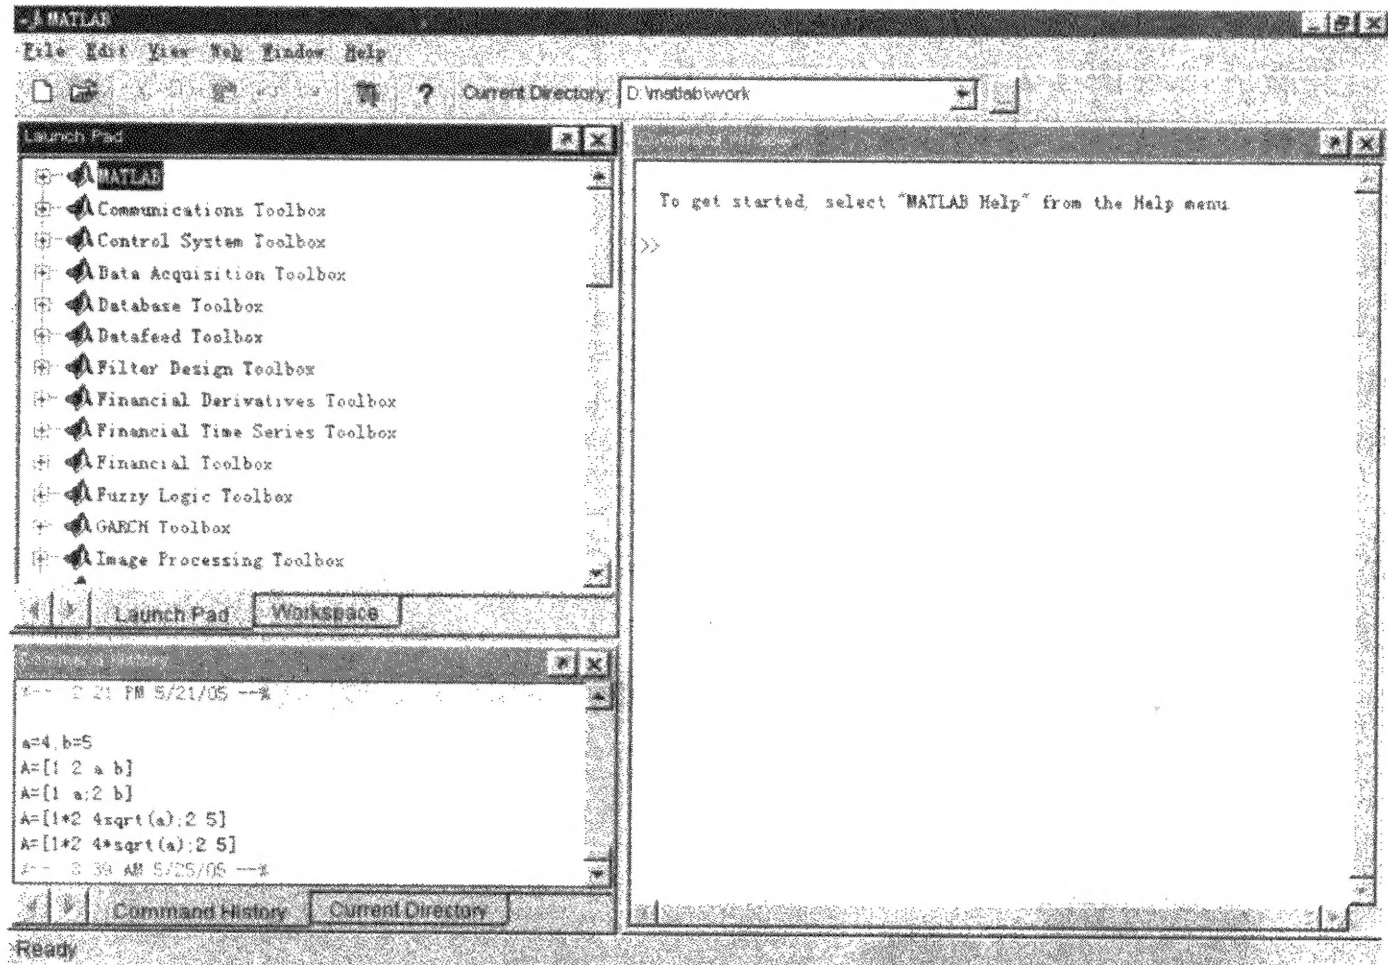 MATLAB
File Edit View Web Window Help
? Current Directory: D:\matlab\work
Launch Pad
MATLAB
Communications Toolbox
Control System Toolbox
Data Acquisition Toolbox
Database Toolbox
Datafeed Toolbox
Filter Design Toolbox
Financial Derivatives Toolbox
Financial Time Series Toolbox
Financial Toolbox
Fuzzy Logic Toolbox
GARCH Toolbox
Image Processing Toolbox
Launch Pad Workspace
Command History
%-- 2:21 PM 5/21/05 --%
a=4,b=5
A=[1 2 a b]
A=[1 a;2 b]
A=[1*2 4sqrt(a);2 5]
A=[1*2 4*sqrt(a);2 5]
39 AM 5/25/05 --%
Command History Current Directory
Command Window
To get started, select "MATLAB Help" from the Help menu.
>>
Ready